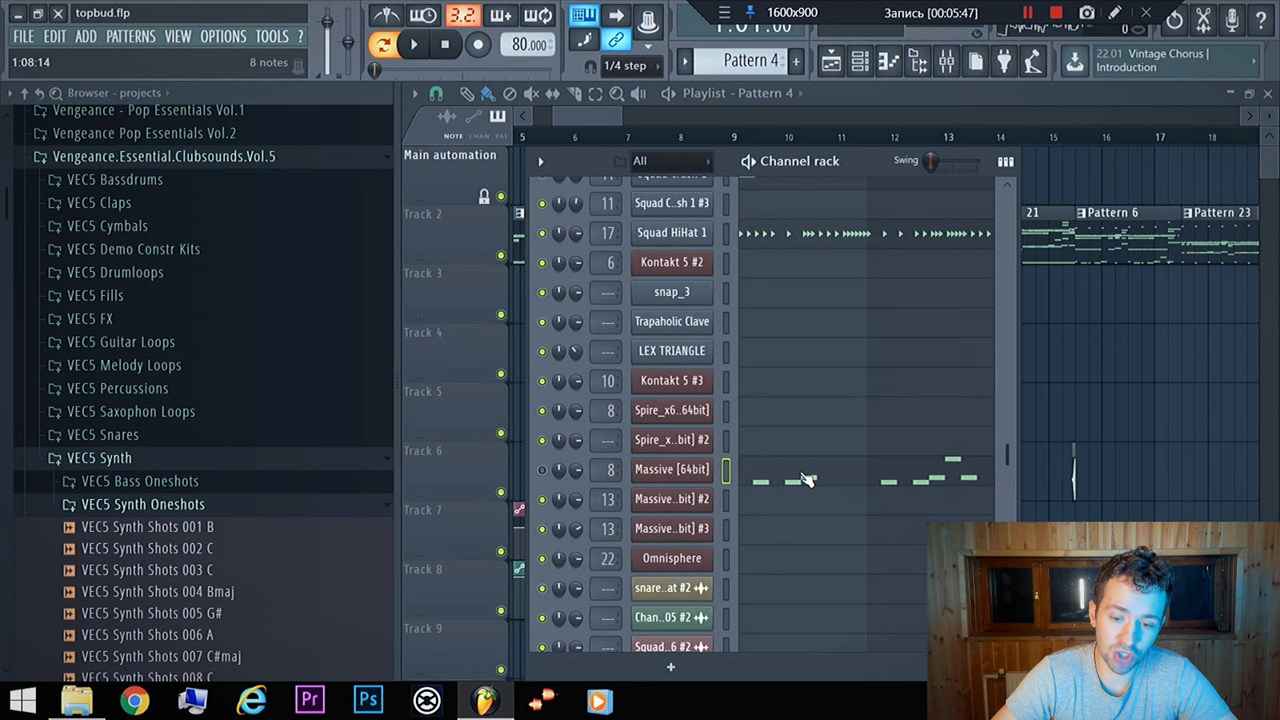 topbud.flp
FILE EDIT ADD PATTERNS VIEW OPTIONS TOOLS ?
1:08:14
8 notes
3.2
80.000
1/4 step
Pattern 4
1600x900
Запись (00:05:47)
22.01 Vintage Chorus |
Introduction
Browser - projects
Vengeance - Pop Essentials Vol.1
Vengeance Pop Essentials Vol.2
Vengeance.Essential.Clubsounds.Vol.5
VEC5 Bassdrums
VEC5 Claps
VEC5 Cymbals
VEC5 Demo Constr Kits
VEC5 Drumloops
VEC5 Fills
VEC5 FX
VEC5 Guitar Loops
VEC5 Melody Loops
VEC5 Percussions
VEC5 Saxophon Loops
VEC5 Snares
VEC5 Synth
VEC5 Bass Oneshots
VEC5 Synth Oneshots
VEC5 Synth Shots 001 B
VEC5 Synth Shots 002 C
VEC5 Synth Shots 003 C
VEC5 Synth Shots 004 Bmaj
VEC5 Synth Shots 005 G#
VEC5 Synth Shots 006 A
VEC5 Synth Shots 007 C#maj
VEC5 Synth Shots 008 C
Playlist - Pattern 4
NOTE CHAN PAT
5 6 7 8 9 10 11 12 13 14 15 16 17 18
Main automation
Track 2
Track 3
Track 4
Track 5
Track 6
Track 7
Track 8
Track 9
All
Channel rack
Swing
11 Squad C..sh 1 #3
17 Squad HiHat 1
6 Kontakt 5 #2
--- snap_3
--- Trapaholic Clave
--- LEX TRIANGLE
10 Kontakt 5 #3
8 Spire_x6..64bit]
--- Spire_x..bit] #2
8 Massive [64bit]
13 Massive..bit] #2
13 Massive..bit] #3
22 Omnisphere
--- snare..at #2
--- Chan..05 #2
--- Squad..6 #2
21 Pattern 6 Pattern 23
Pr
Ps